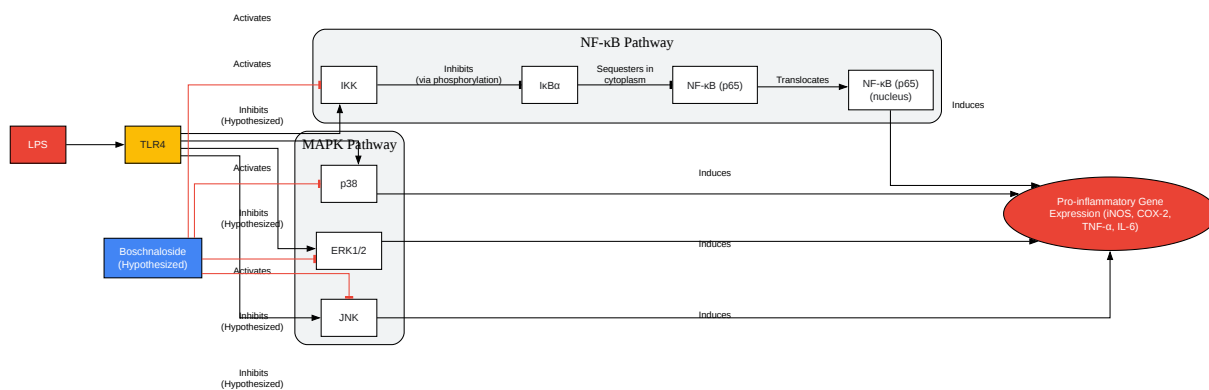 Activates
NF-κB Pathway
Activates
IKK
Inhibits
(via phosphorylation)
IκBα
Sequesters in
cytoplasm
NF-κB (p65)
Translocates
NF-κB (p65)
(nucleus)
Induces
Inhibits
(Hypothesized)
LPS
TLR4
MAPK Pathway
Activates
p38
Induces
Pro-inflammatory Gene
Expression (iNOS, COX-2,
TNF-α, IL-6)
Inhibits
(Hypothesized)
Boschnaloside
(Hypothesized)
ERK1/2
Induces
Activates
Inhibits
(Hypothesized)
JNK
Induces
Inhibits
(Hypothesized)